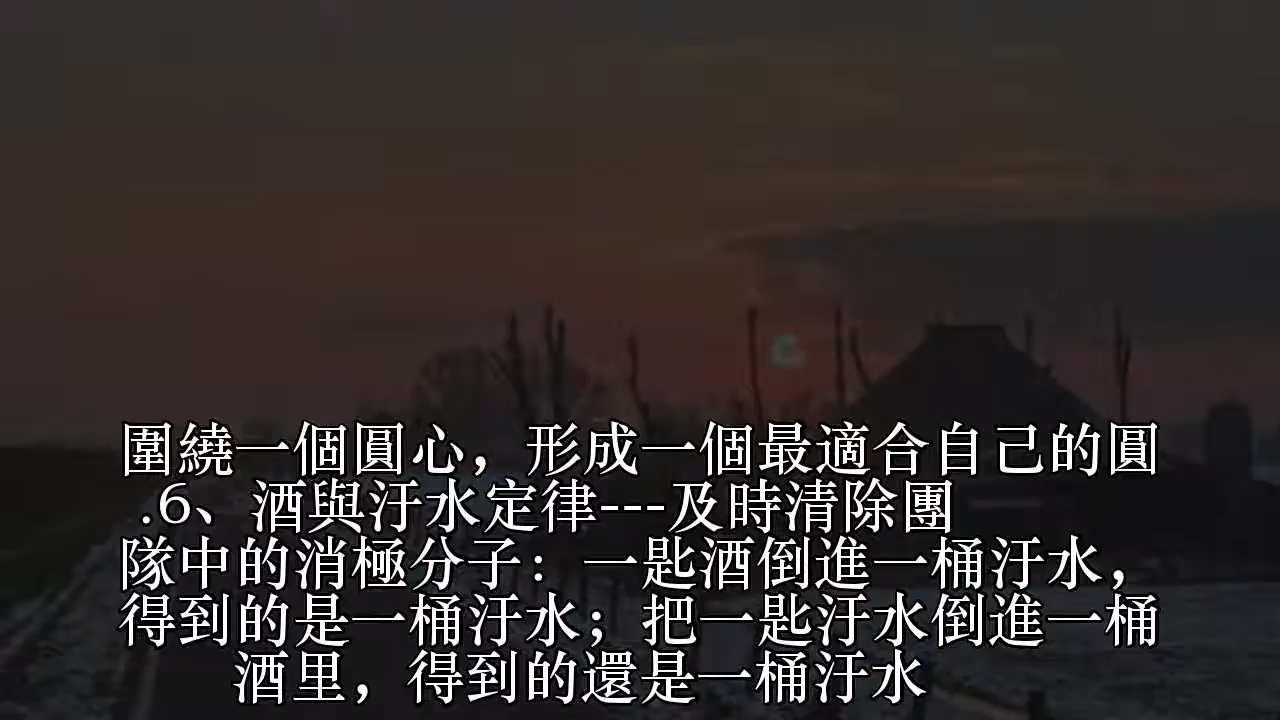 圍繞一個圓心，形成一個最適合自己的圓
.6、酒與汙水定律---及時清除團
隊中的消極分子：一匙酒倒進一桶汙水，
得到的是一桶汙水；把一匙汙水倒進一桶
酒里，得到的還是一桶汙水